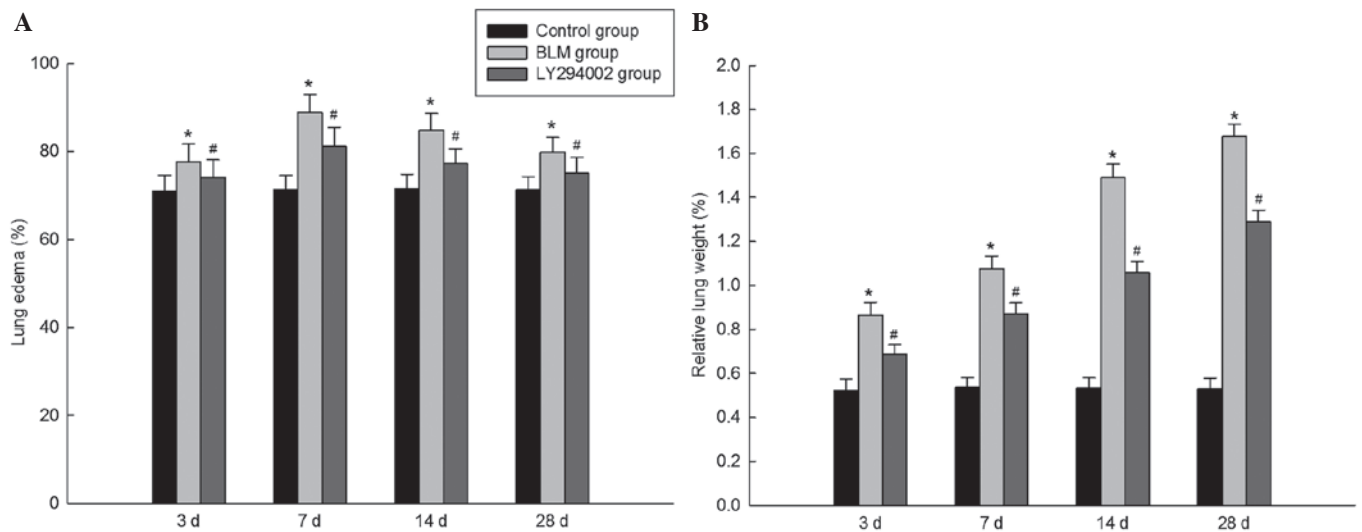 A
Control group
BLM group
LY294002 group
100
80
60
40
20
0
Lung edema (%)
*
#
*
#
*
#
*
#
3 d
7 d
14 d
28 d
B
2.0
1.8
1.6
1.4
1.2
1.0
0.8
0.6
0.4
0.2
0.0
Relative lung weight (%)
*
#
*
#
*
#
*
#
3 d
7 d
14 d
28 d